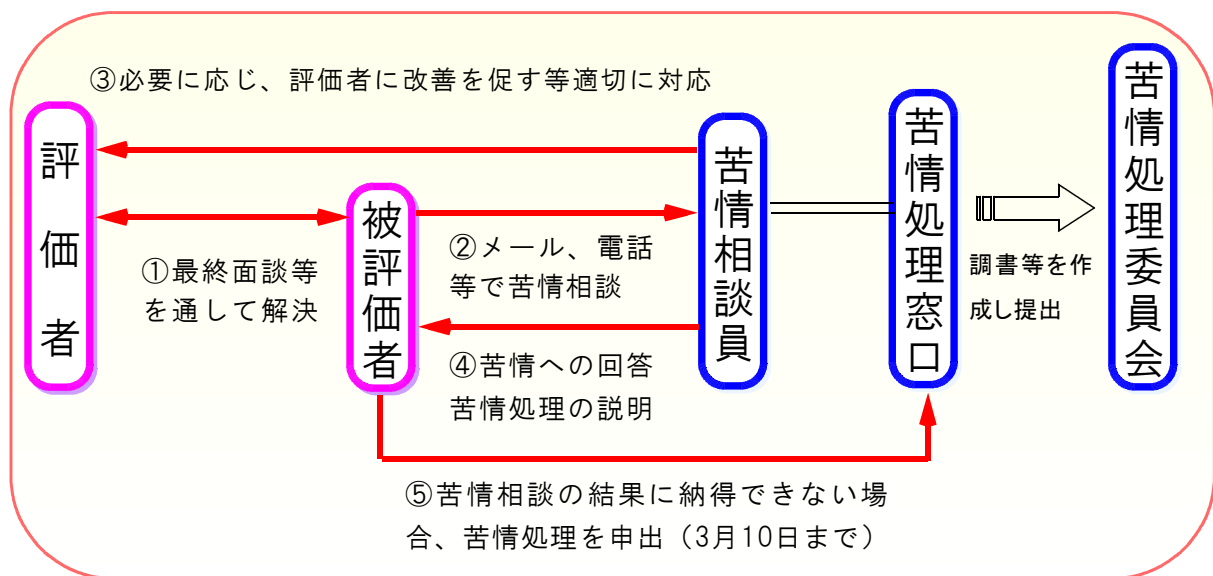 ③必要に応じ、評価者に改善を促す等適切に対応
評価者
①最終面談等
を通して解決
被評価者
②メール、電話
等で苦情相談
④苦情への回答
苦情処理の説明
苦情相談員
苦情処理窓口
調書等を作
成し提出
苦情処理委員会
⑤苦情相談の結果に納得できない場
合、苦情処理を申出（3月10日まで）